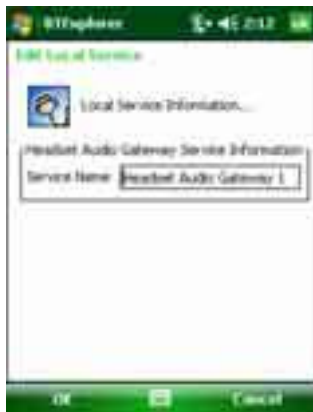 BTExplorer 2:12
Edit Local Service
Local Service Information...
Headset Audio Gateway Service Information
Service Name Headset Audio Gateway 1
OK Cancel